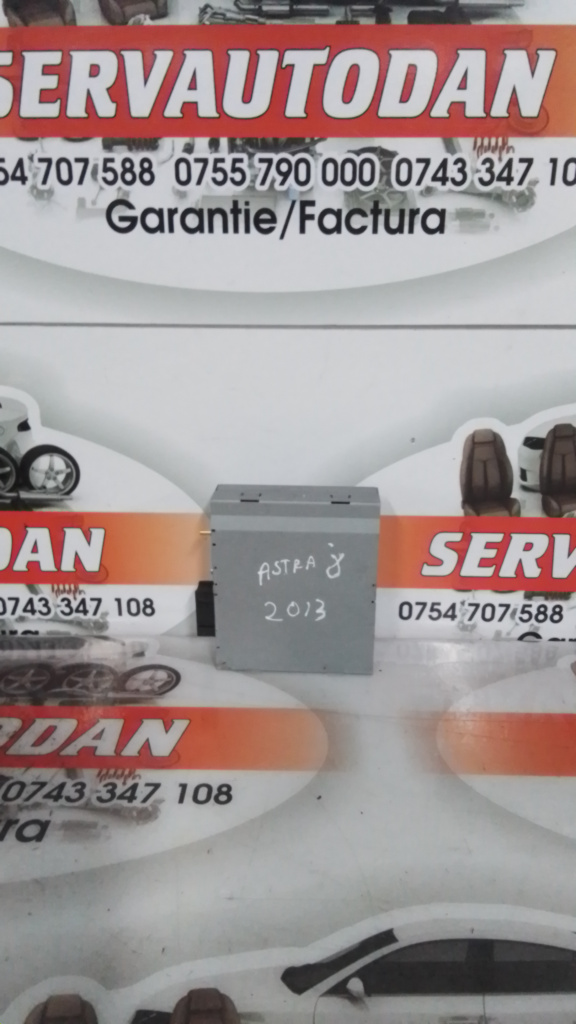 SERVAUTODAN
64 707 588 0755 790 000 0743 347 10
Garantie/Factura
DAN
0743 347 108
SERV
0754 707 588
ASTRA j
2013
DAN
0743 347 108
ra